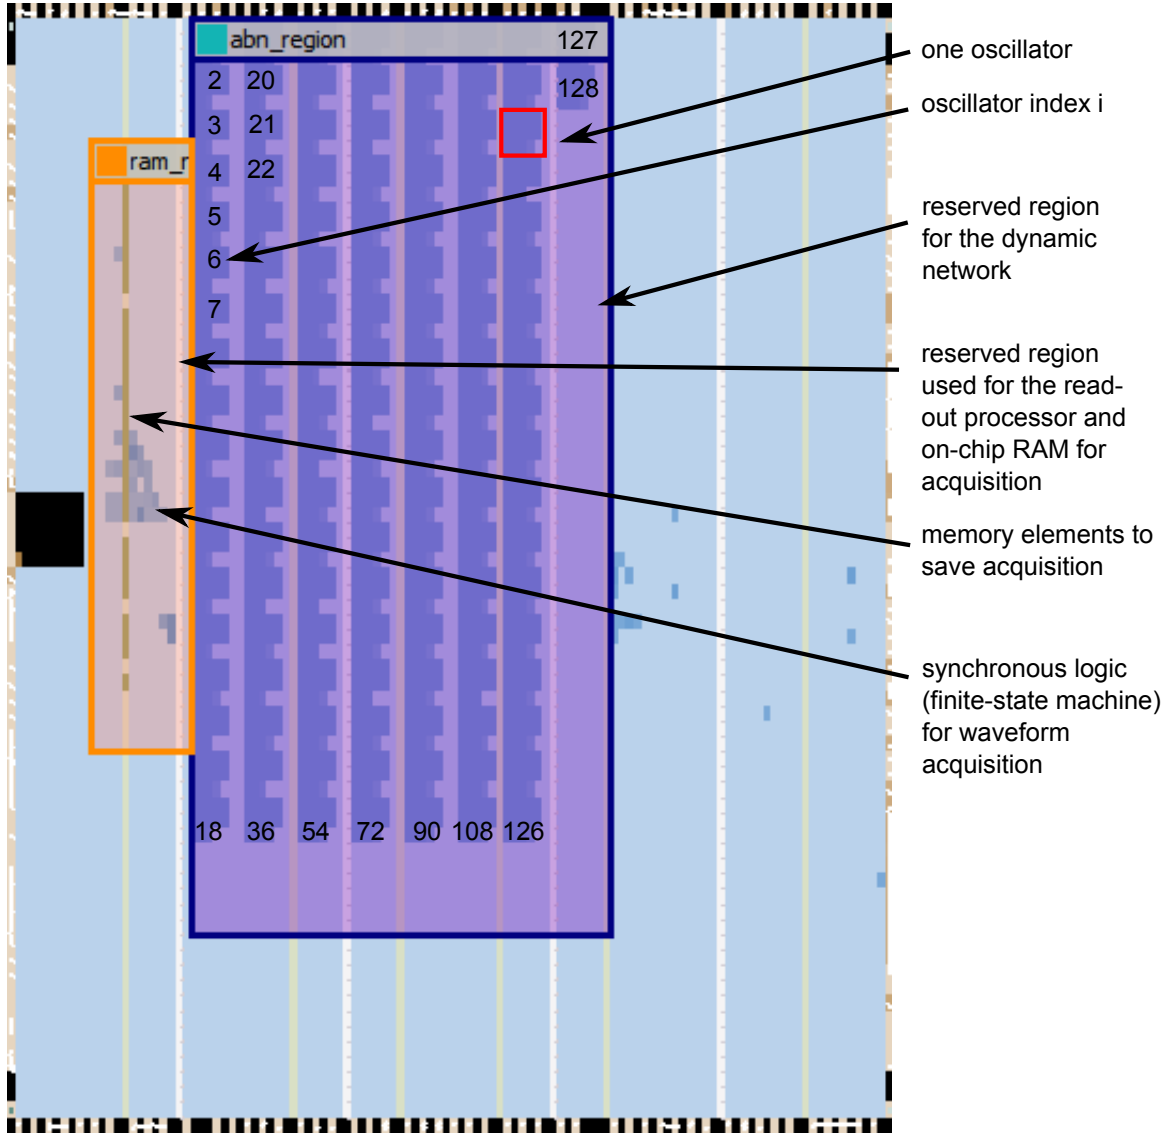 abn_region 127
2 20 128
3 21
ram_r
4 22
5
6
7
18 36 54 72 90 108 126
one oscillator
oscillator index i
reserved region
for the dynamic
network
reserved region
used for the read-
out processor and
on-chip RAM for
acquisition
memory elements to
save acquisition
synchronous logic
(finite-state machine)
for waveform
acquisition